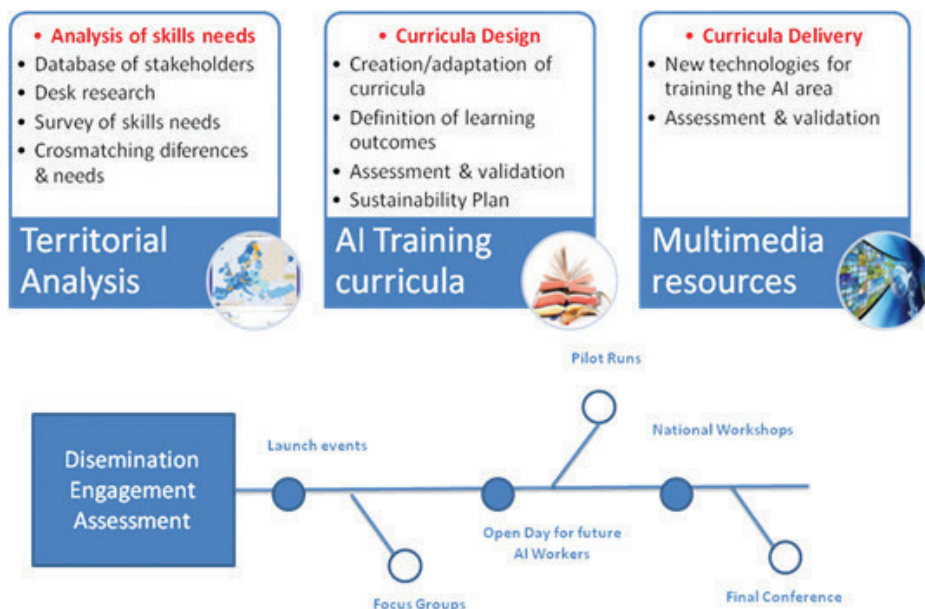 • Analysis of skills needs
• Database of stakeholders
• Desk research
• Survey of skills needs
• Crosmatching diferences
& needs
Territorial
Analysis
• Curricula Design
• Creation/adaptation of
curricula
• Definition of learning
outcomes
• Assessment & validation
• Sustainability Plan
AI Training
curricula
• Curricula Delivery
• New technologies for
training the AI area
• Assessment & validation
Multimedia
resources
Disemination
Engagement
Assessment
Launch events
Focus Groups
Open Day for future
AI Workers
Pilot Runs
National Workshops
Final Conference